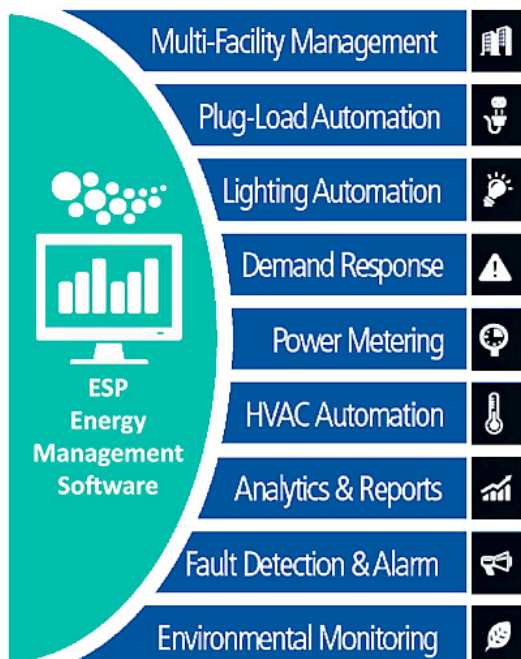 Multi-Facility Management
Plug-Load Automation
Lighting Automation
Demand Response
Power Metering
HVAC Automation
Analytics & Reports
Fault Detection & Alarm
Environmental Monitoring
ESP
Energy
Management
Software